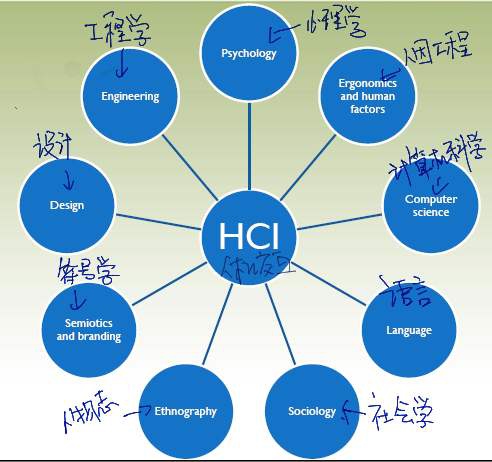 工程学
心理学
Psychology
Engineering
Ergonomics
and human
factors
人因工程
设计
计算机科学
Design
HCI
人机交互
Computer
science
符号学
语言
Semiotics
and branding
Language
人物志
Ethnography
Sociology
社会学